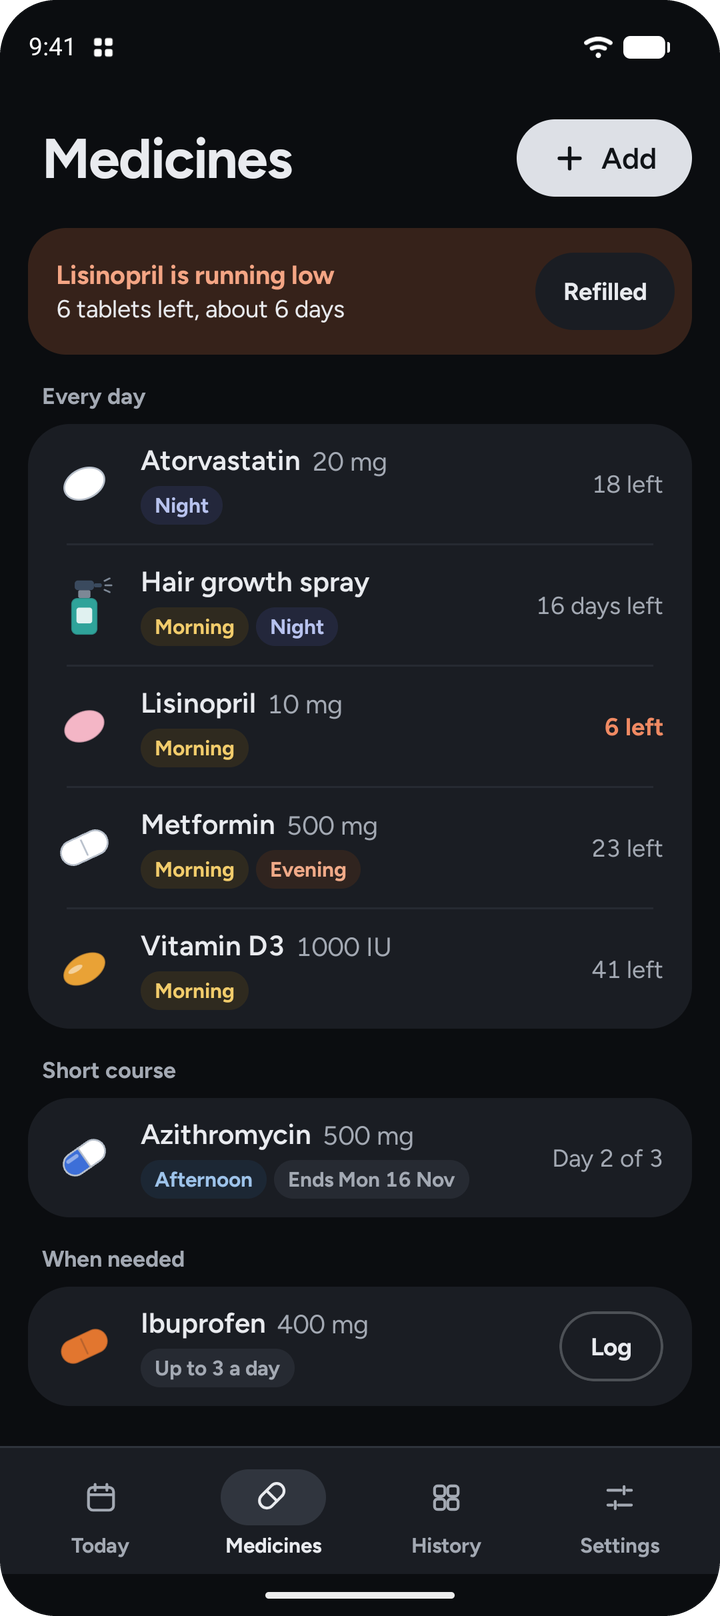 9:41
Medicines
Add
Lisinopril is running low
6 tablets left, about 6 days
Refilled
Every day
Atorvastatin 20 mg
Night
18 left
Hair growth spray
Morning Night
16 days left
Lisinopril 10 mg
Morning
6 left
Metformin 500 mg
Morning Evening
23 left
Vitamin D3 1000 IU
Morning
41 left
Short course
Azithromycin 500 mg
Afternoon Ends Mon 16 Nov
Day 2 of 3
When needed
Ibuprofen 400 mg
Up to 3 a day
Log
Today Medicines History Settings